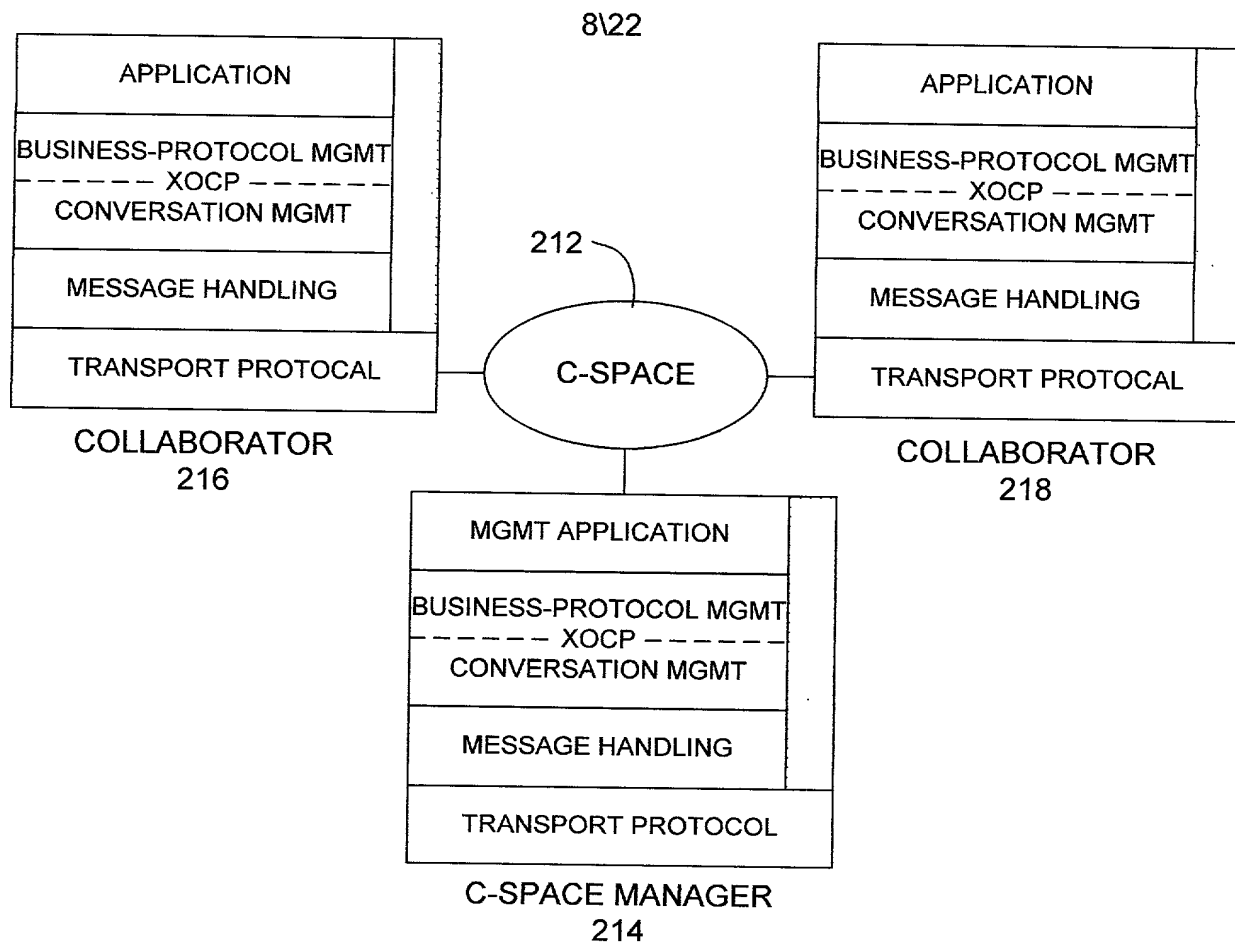 8\22
APPLICATION
BUSINESS-PROTOCOL MGMT
XOCP
CONVERSATION MGMT
MESSAGE HANDLING
TRANSPORT PROTOCAL
COLLABORATOR
216
APPLICATION
BUSINESS-PROTOCOL MGMT
XOCP
CONVERSATION MGMT
MESSAGE HANDLING
TRANSPORT PROTOCAL
COLLABORATOR
218
212
C-SPACE
MGMT APPLICATION
BUSINESS-PROTOCOL MGMT
XOCP
CONVERSATION MGMT
MESSAGE HANDLING
TRANSPORT PROTOCOL
C-SPACE MANAGER
214